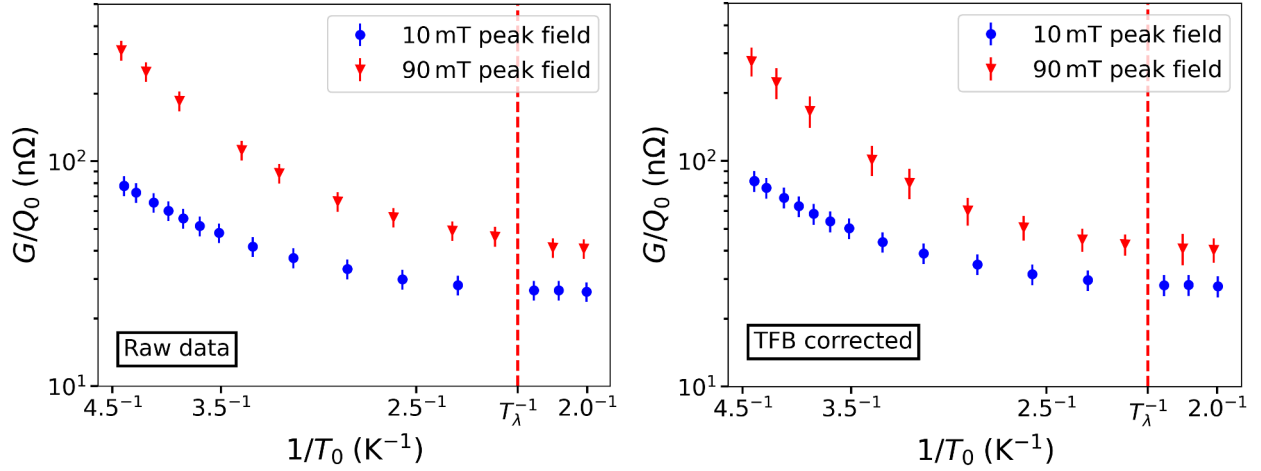 10 mT peak field
90 mT peak field
G/Q₀ (nΩ)
10²
10¹
Raw data
4.5⁻¹
3.5⁻¹
2.5⁻¹
T_λ⁻¹
2.0⁻¹
1/T₀ (K⁻¹)
10 mT peak field
90 mT peak field
G/Q₀ (nΩ)
10²
10¹
TFB corrected
4.5⁻¹
3.5⁻¹
2.5⁻¹
T_λ⁻¹
2.0⁻¹
1/T₀ (K⁻¹)